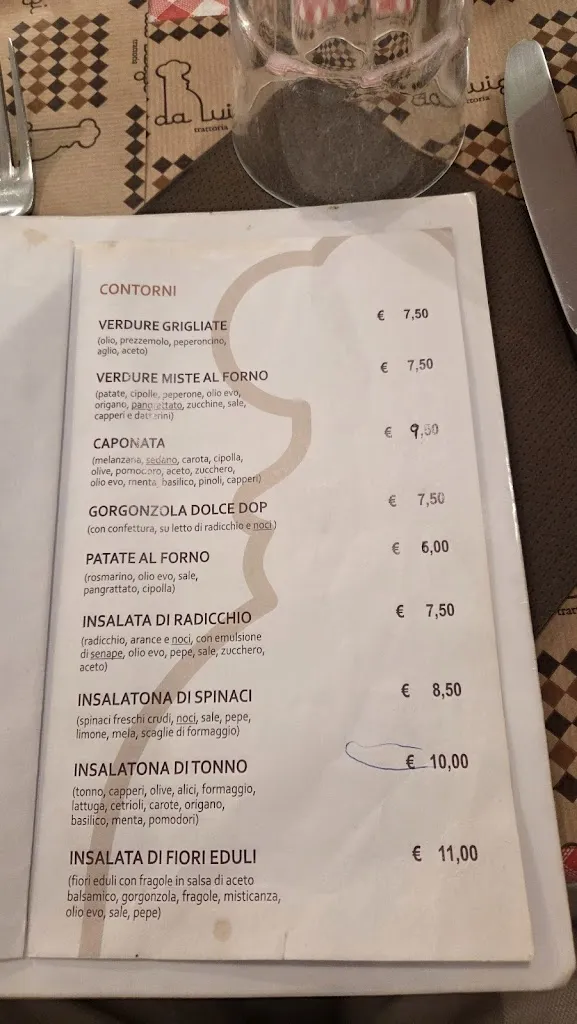 da luig
trattoria
da luig
trattoria
CONTORNI
VERDURE GRIGLIATE € 7,50
(olio, prezzemolo, peperoncino,
aglio, aceto)
VERDURE MISTE AL FORNO € 7,50
(patate, cipolle, peperone, olio evo,
origano, pangrattato, zucchine, sale,
capperi e datterini)
CAPONATA € 9,50
(melanzana, sedano, carota, cipolla,
olive, pomodoro, aceto, zucchero,
olio evo, menta, basilico, pinoli, capperi)
GORGONZOLA DOLCE DOP € 7,50
(con confettura, su letto di radicchio e noci)
PATATE AL FORNO € 6,00
(rosmarino, olio evo, sale,
pangrattato, cipolla)
INSALATA DI RADICCHIO € 7,50
(radicchio, arance e noci, con emulsione
di senape, olio evo, pepe, sale, zucchero,
aceto)
INSALATONA DI SPINACI € 8,50
(spinaci freschi crudi, noci, sale, pepe,
limone, mela, scaglie di formaggio)
INSALATONA DI TONNO € 10,00
(tonno, capperi, olive, alici, formaggio,
lattuga, cetrioli, carote, origano,
basilico, menta, pomodori)
INSALATA DI FIORI EDULI € 11,00
(fiori eduli con fragole in salsa di aceto
balsamico, gorgonzola, fragole, misticanza,
olio evo, sale, pepe)